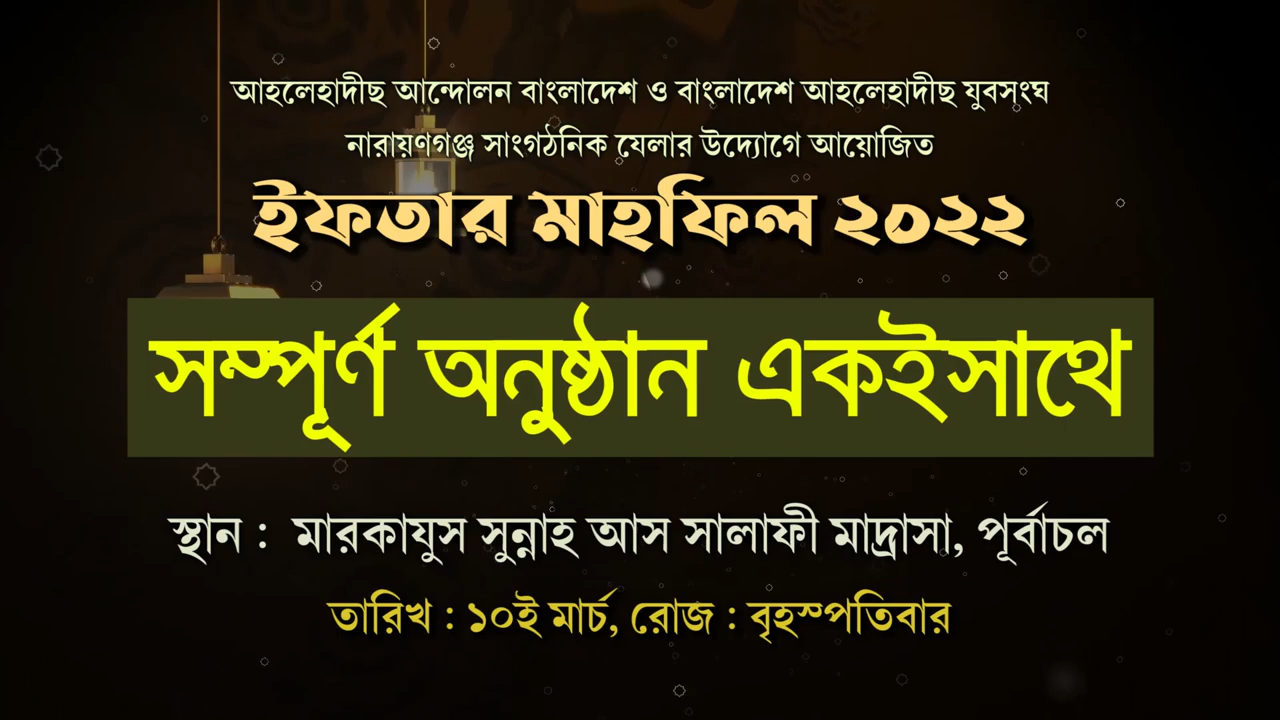 আহলেহাদীছ আন্দোলন বাংলাদেশ ও বাংলাদেশ আহলেহাদীছ যুবসংঘ
নারায়ণগঞ্জ সাংগঠনিক যেলার উদ্যোগে আয়োজিত
ইফতার মাহফিল ২০২২
সম্পূর্ণ অনুষ্ঠান একইসাথে
স্থান : মারকাযুস সুন্নাহ আস সালাফী মাদ্রাসা, পূর্বাচল
তারিখ : ১০ই মার্চ, রোজ : বৃহস্পতিবার